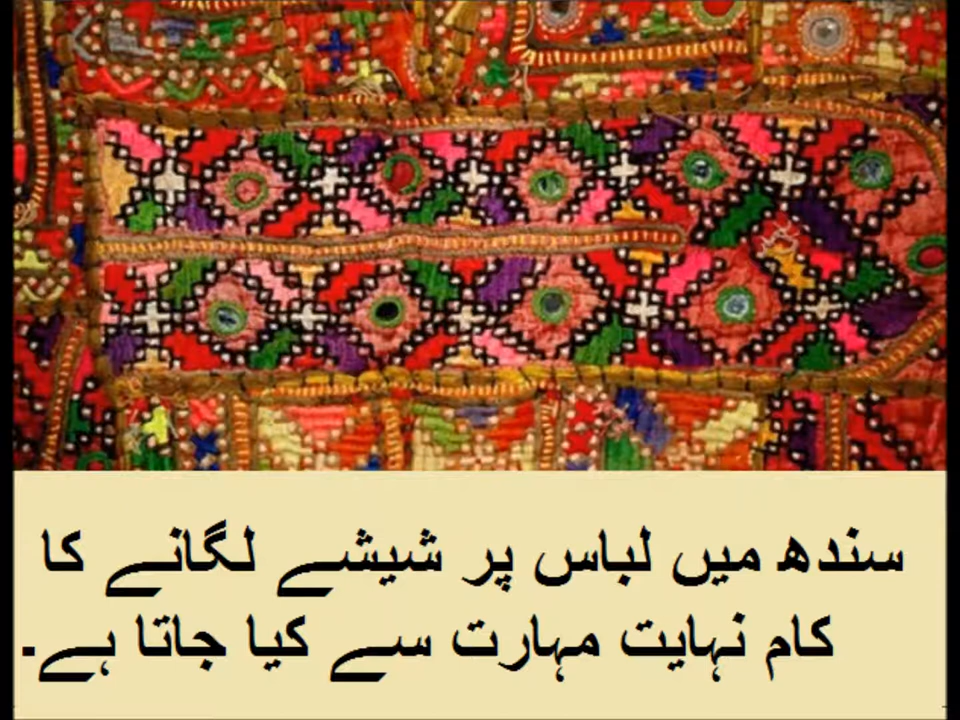 سندھ میں لباس پر شیشے لگانے کا
کام نہایت مہارت سے کیا جاتا ہے۔